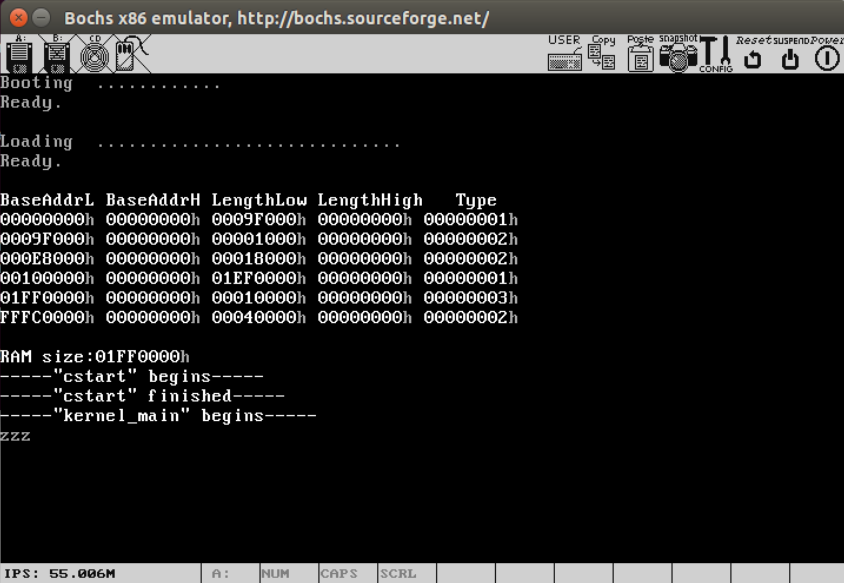 Bochs x86 emulator, http://bochs.sourceforge.net/
A: B: CD USER Copy Paste snapshot CONFIG Reset SUSPEND Power
Booting ............
Ready.
Loading .............................
Ready.
BaseAddrL BaseAddrH LengthLow LengthHigh Type
00000000h 00000000h 0009F000h 00000000h 00000001h
0009F000h 00000000h 00001000h 00000000h 00000002h
000E8000h 00000000h 00018000h 00000000h 00000002h
00100000h 00000000h 01EF0000h 00000000h 00000001h
01FF0000h 00000000h 00010000h 00000000h 00000003h
FFFC0000h 00000000h 00040000h 00000000h 00000002h
RAM size:01FF0000h
-----"cstart" begins-----
-----"cstart" finished-----
-----"kernel_main" begins-----
zzz
IPS: 55.006M A: NUM CAPS SCRL